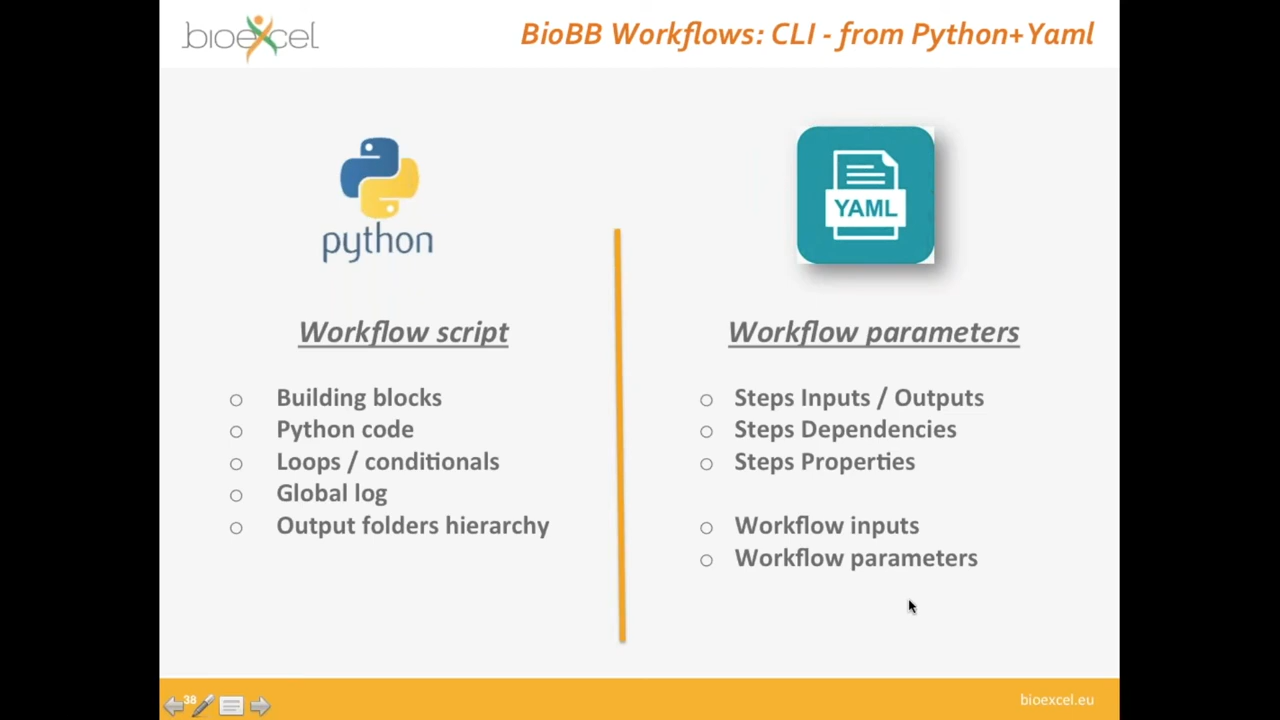 bioexcel
BioBB Workflows: CLI - from Python+Yaml
python
YAML
Workflow script
Building blocks
Python code
Loops / conditionals
Global log
Output folders hierarchy
Workflow parameters
Steps Inputs / Outputs
Steps Dependencies
Steps Properties
Workflow inputs
Workflow parameters
38
bioexcel.eu